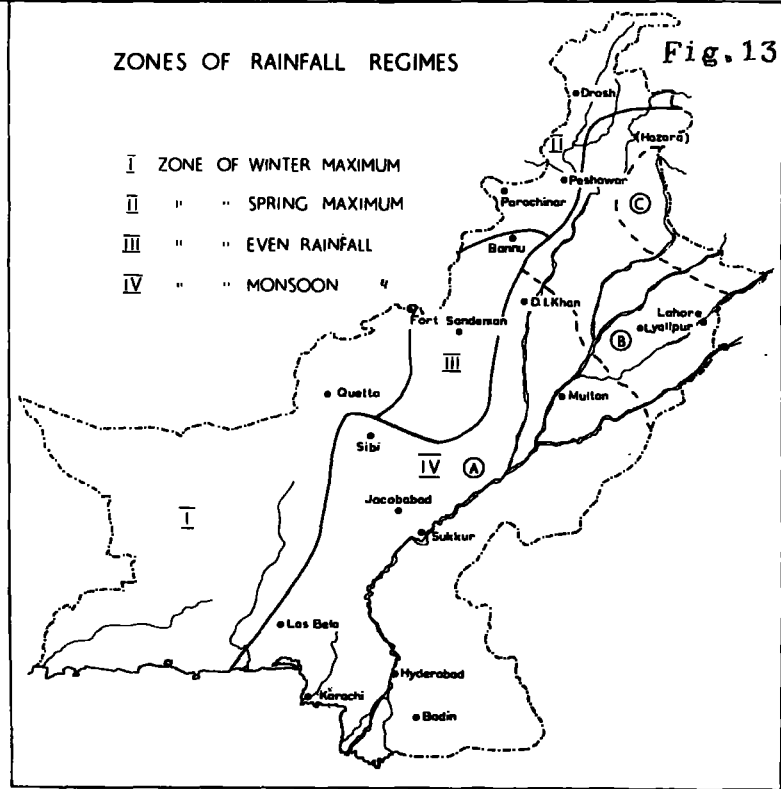 ZONES OF RAINFALL REGIMES
Fig.13
I ZONE OF WINTER MAXIMUM
II " " SPRING MAXIMUM
III " " EVEN RAINFALL
IV " " MONSOON "
Drosh
(Hazara)
II
Peshawar
Parachinar
C
Bannu
D.I.Khan
Fort Sandeman
Lahor
Lyallpur
B
III
Quetta
Multan
Sibi
IV A
Jacobabad
I
Sukkur
Las Bela
Hyderabad
Karachi
Badin